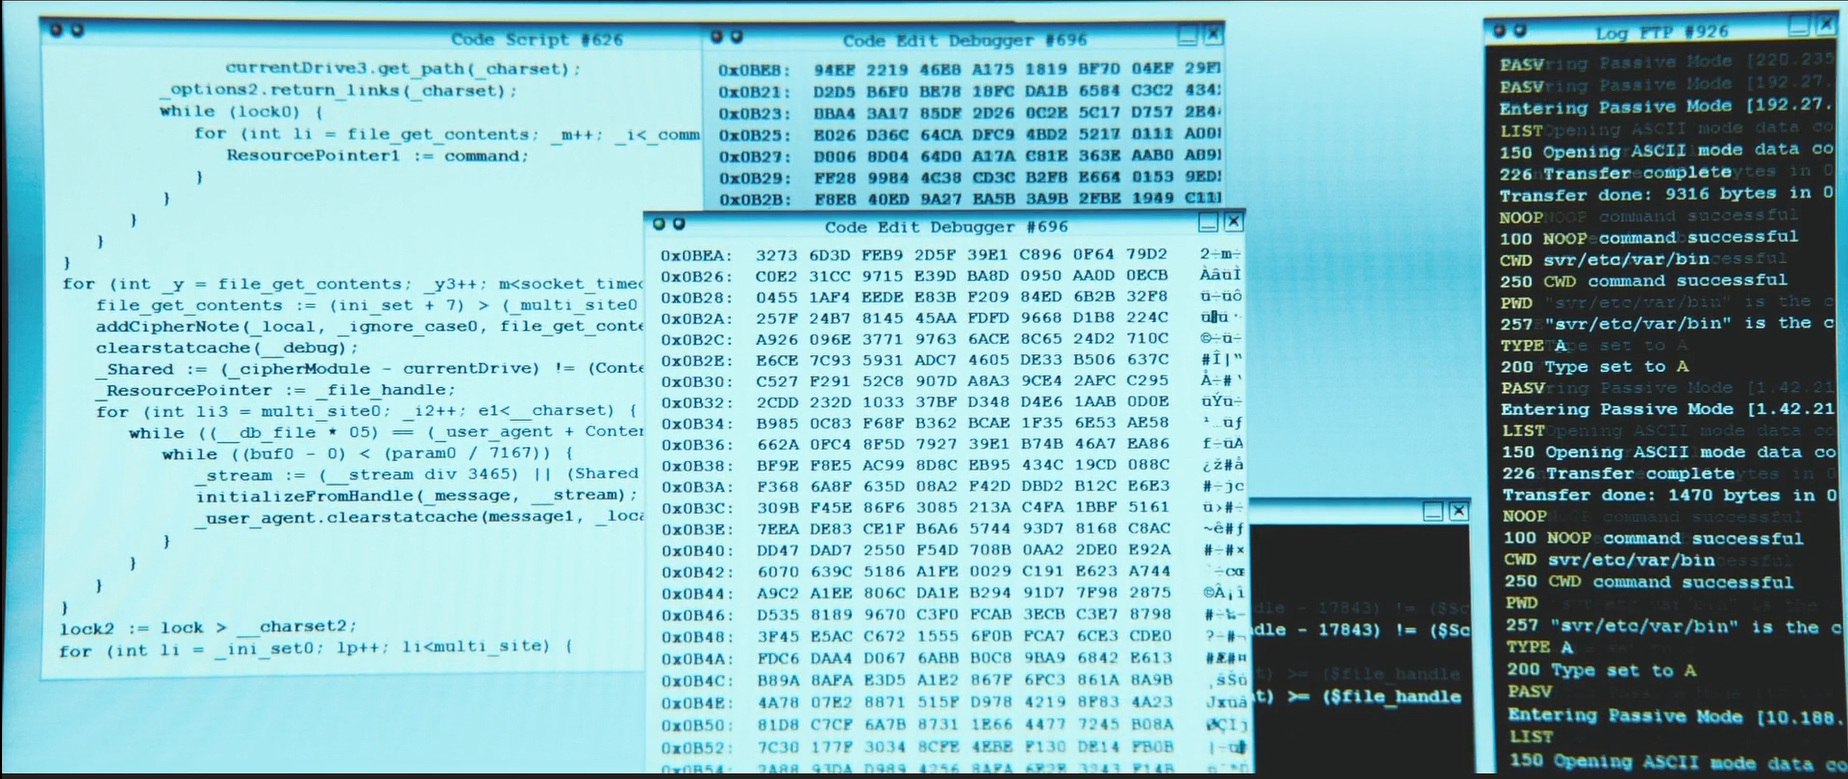 Code Script #626
currentDrive3.get_path(_charset);
_options2.return_links(_charset);
while (lock0) {
for (int li = file_get_contents; _m++; _i<_comm
ResourcePointer1 := command;
}
}
}
}
}
for (int _y = file_get_contents; _y3++; m<socket_timeo
file_get_contents := (ini_set + 7) > (_multi_site0
addCipherNote(_local, _ignore_case0, file_get_conte
clearstatcache(__debug);
_Shared := (_cipherModule - currentDrive) != (Conte
_ResourcePointer := _file_handle;
for (int li3 = multi_site0; _i2++; e1<__charset) {
while ((__db_file * 05) == (_user_agent + Conter
while ((buf0 - 0) < (param0 / 7167)) {
_stream := (__stream div 3465) || (Shared
initializeFromHandle(_message, __stream);
_user_agent.clearstatcache(message1, _loca
}
}
}
}
lock2 := lock > __charset2;
for (int li = _ini_set0; lp++; li<multi_site) {
Code Edit Debugger #696
0x0BEB: 94EF 2219 46E8 A175 1819 BF7D 04EF 29F
0x0B21: D2D5 B6F0 BE78 18FC DA1B 6584 C3C2 434
0x0B23: DBA4 3A17 85DF 2D26 0C2E 5C17 D757 2E4
0x0B25: E026 D36C 64CA DFC9 4BD2 5217 0111 A00
0x0B27: D006 8D04 64D0 A17A C81E 363E AAB0 A09
0x0B29: FF28 9984 4C38 CD3C B2F8 E664 0153 9ED
0x0B2B: F8E8 40ED 9A27 EA5B 3A9B 2FBE 1949 C11
Code Edit Debugger #696
0x0BEA: 3273 6D3D FEB9 2D5F 39E1 C896 0F64 79D2 2÷m÷
0x0B26: C0E2 31CC 9715 E39D BA8D 0950 AA0D 0ECB ÀâùÌ
0x0B28: 0455 1AF4 EEDE E83B F209 84ED 6B2B 32F8
0x0B2A: 257F 24B7 8145 45AA FDFD 9668 D1B8 224C
0x0B2C: A926 096E 3771 9763 6ACE 8C65 24D2 710C
0x0B2E: E6CE 7C93 5931 ADC7 4605 DE33 B506 637C #Î|"
0x0B30: C527 F291 52C8 907D A8A3 9CE4 2AFC C295 Å÷#'
0x0B32: 2CDD 232D 1033 37BF D348 D4E6 1AAB 0D0E
0x0B34: B985 0C83 F68F B362 BCAE 1F35 6E53 AE58
0x0B36: 662A 0FC4 8F5D 7927 39E1 B74B 46A7 EA86
0x0B38: BF9E F8E5 AC99 8D8C EB95 434C 19CD 088C ¿ž#å
0x0B3A: F368 6A8F 635D 08A2 F42D DBD2 B12C E6E3 #÷jc
0x0B3C: 309B F45E 86F6 3085 213A C4FA 1BBF 5161
0x0B3E: 7EEA DE83 CE1F B6A6 5744 93D7 8168 C8AC ~ê#ƒ
0x0B40: DD47 DAD7 2550 F54D 708B 0AA2 2DE0 E92A #÷#×
0x0B42: 6070 639C 5186 A1FE 0029 C191 E623 A744
0x0B44: A9C2 A1EE 806C DA1E B294 91D7 7F98 2875 ©Â¡î
0x0B46: D535 8189 9670 C3F0 FCAB 3ECB C3E7 8798 #÷‰÷
0x0B48: 3F45 E5AC C672 1555 6F0B FCA7 6CE3 CDE0 ?÷#¬
0x0B4A: FDC6 DAA4 D067 6ABB B0C8 9BA9 6842 E613 #Æ#¤
0x0B4C: B89A 8AFA E3D5 A1E2 867F 6FC3 861A 8A9B ¸šŠú
0x0B4E: 4A78 07E2 8871 515F D978 4219 8F83 4A23 Jxuâ
0x0B50: 81D8 C7CF 6A7B 8731 1E66 4477 7245 B08A
0x0B52: 7C30 177F 3034 8CFE 4EBE F130 DE14 FB0B
0x0B54: 2A88 93DA D989 4256 8AFA 6F2E 3243 F14B
dle - 17843) != ($Sc
dle - 17843) != ($Sc
t) >= ($file_handle
t) >= ($file_handle
Log FTP #926
PASV
PASV
Entering Passive Mode [192.27.
LIST
150 Opening ASCII mode data co
226 Transfer complete
Transfer done: 9316 bytes in 0
NOOP
100 NOOP command successful
CWD svr/etc/var/bin
250 CWD command successful
PWD
257 "svr/etc/var/bin" is the c
TYPE A
200 Type set to A
PASV
Entering Passive Mode [1.42.21
LIST
150 Opening ASCII mode data co
226 Transfer complete
Transfer done: 1470 bytes in 0
NOOP
100 NOOP command successful
CWD svr/etc/var/bin
250 CWD command successful
PWD
257 "svr/etc/var/bin" is the c
TYPE A
200 Type set to A
PASV
Entering Passive Mode [10.188.
LIST
150 Opening ASCII mode data co